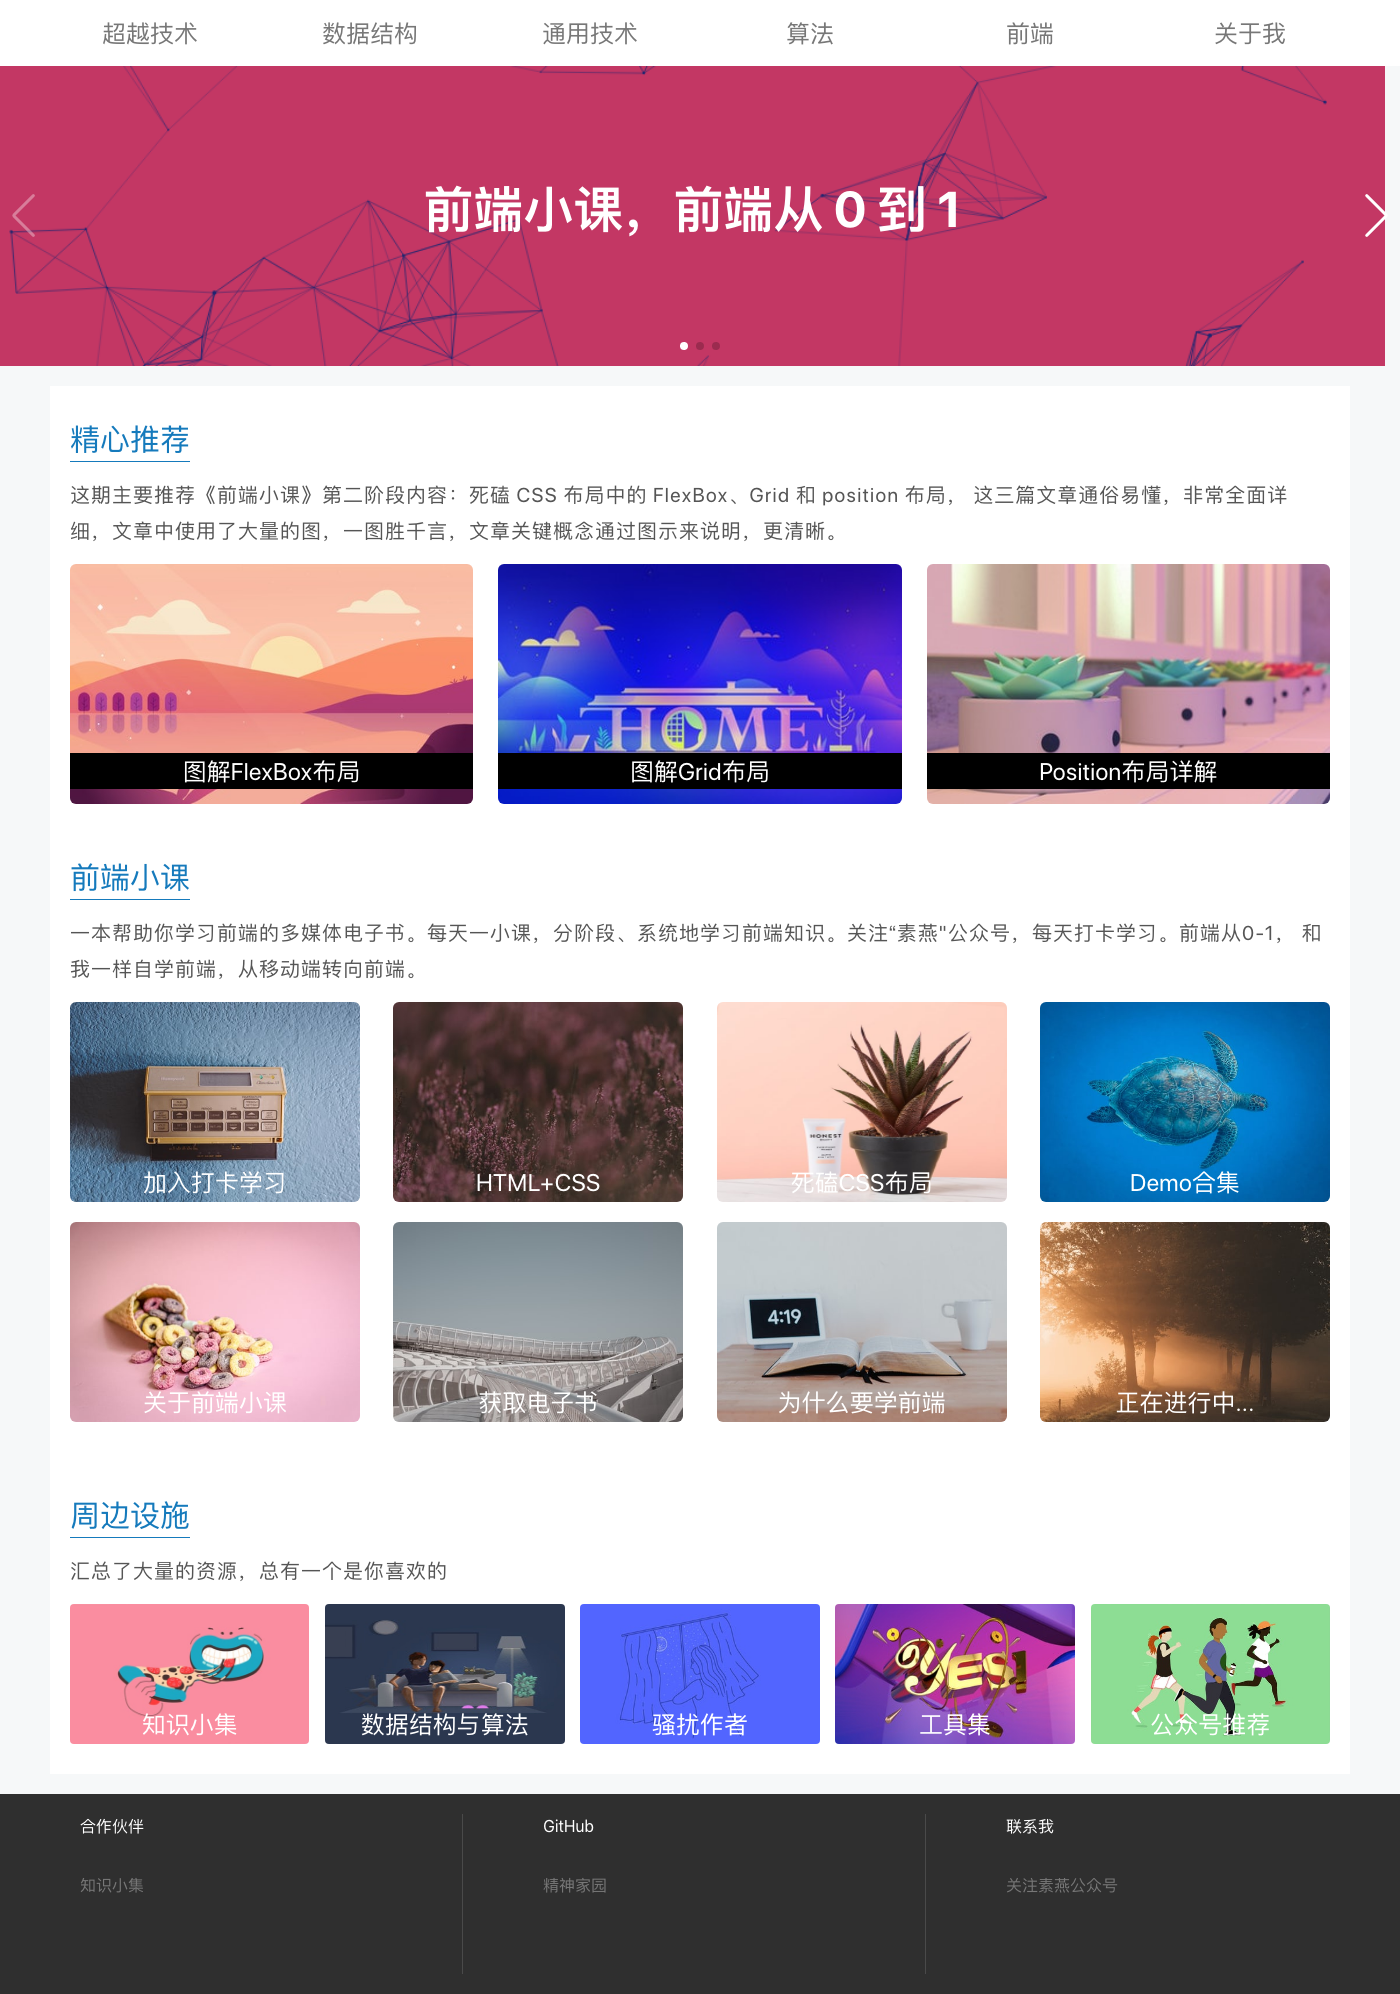 超越技术 数据结构 通用技术 算法 前端 关于我
前端小课，前端从 0 到 1
精心推荐
这期主要推荐《前端小课》第二阶段内容：死磕 CSS 布局中的 FlexBox、Grid 和 position 布局， 这三篇文章通俗易懂，非常全面详
细，文章中使用了大量的图，一图胜千言，文章关键概念通过图示来说明，更清晰。
HOME
图解FlexBox布局 图解Grid布局 Position布局详解
前端小课
一本帮助你学习前端的多媒体电子书。每天一小课，分阶段、系统地学习前端知识。关注“素燕"公众号，每天打卡学习。前端从0-1， 和
我一样自学前端，从移动端转向前端。
HONEST
加入打卡学习 HTML+CSS 死磕CSS布局 Demo合集
4:19
关于前端小课 获取电子书 为什么要学前端 正在进行中...
周边设施
汇总了大量的资源，总有一个是你喜欢的
YES!
知识小集 数据结构与算法 骚扰作者 工具集 公众号推荐
合作伙伴 GitHub 联系我
知识小集 精神家园 关注素燕公众号